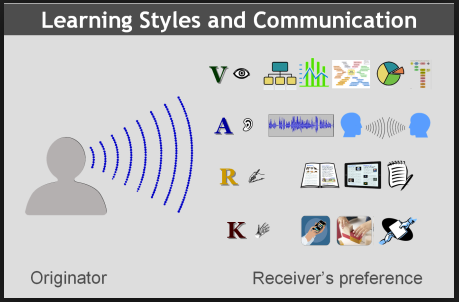 Learning Styles and Communication
V
A
R
K
Originator
Receiver's preference